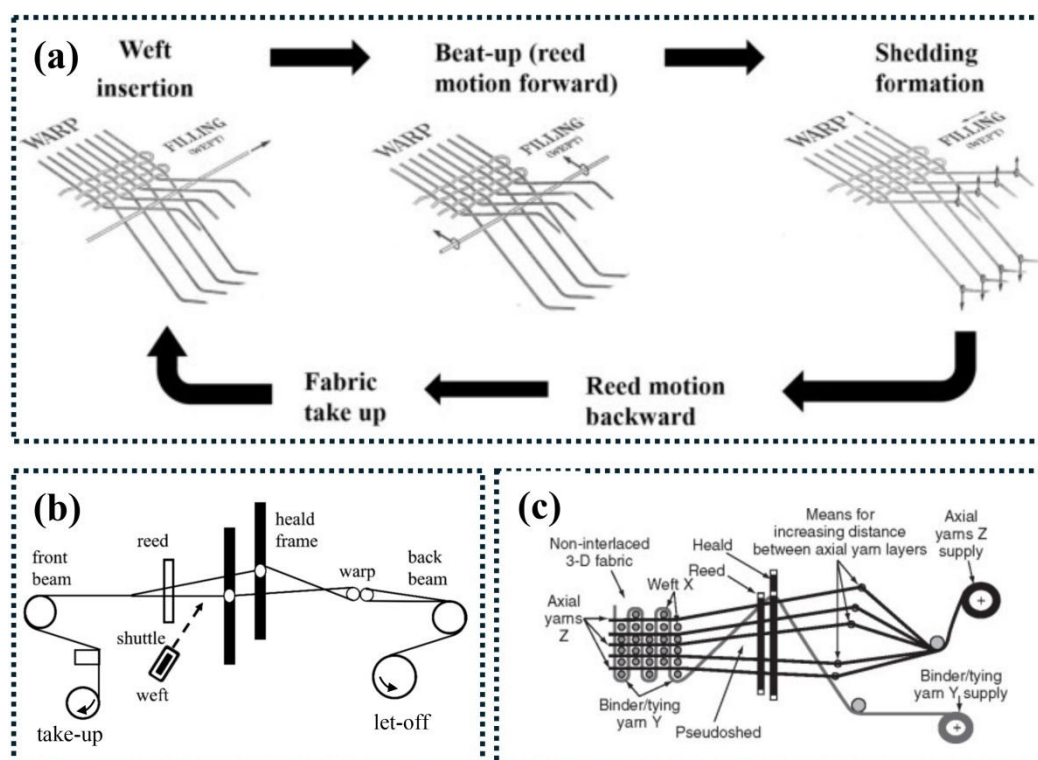 (a)
Weft
insertion
Beat-up (reed
motion forward)
Shedding
formation
WARP
FILLING
(WEFT)
WARP
FILLING
(WEFT)
WARP
FILLING
(WEFT)
Fabric
take up
Reed motion
backward
(b)
front
beam
reed
heald
frame
warp
back
beam
shuttle
weft
take-up
let-off
(c)
Non-interlaced
3-D fabric
Heald
Reed
Weft X
Means for
increasing distance
between axial yarn layers
Axial
yarns Z
supply
Axial
yarns
Z
Binder/tying
yarn Y
Pseudoshed
Binder/tying
yarn Y supply